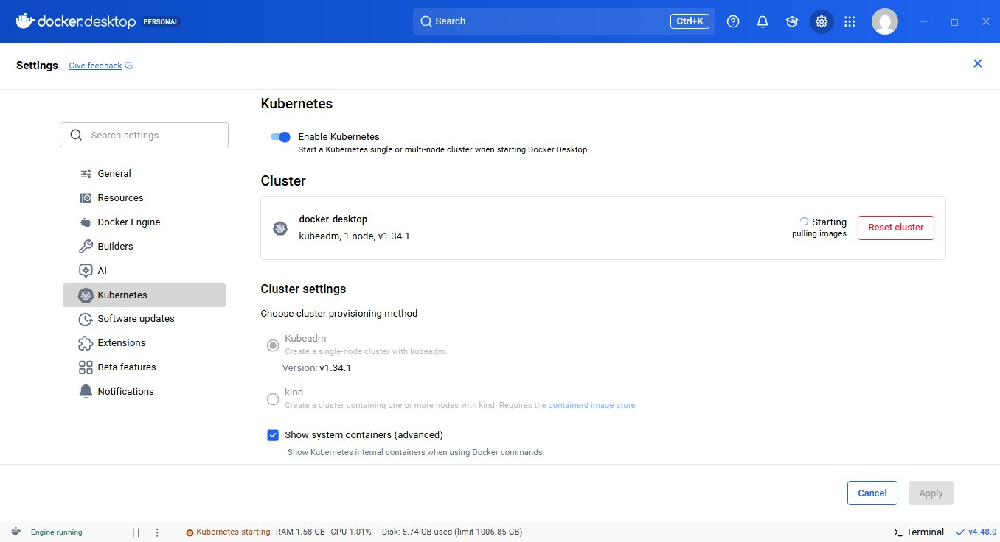 docker.desktop PERSONAL
Search
Ctrl+K
Settings
Give feedback
Search settings
General
Resources
Docker Engine
Builders
AI
Kubernetes
Software updates
Extensions
Beta features
Notifications
Kubernetes
Enable Kubernetes
Start a Kubernetes single or multi-node cluster when starting Docker Desktop.
Cluster
docker-desktop
kubeadm, 1 node, v1.34.1
Starting
pulling images
Reset cluster
Cluster settings
Choose cluster provisioning method
Kubeadm
Create a single-node cluster with kubeadm.
Version: v1.34.1
kind
Create a cluster containing one or more nodes with kind. Requires the containerd image store
Show system containers (advanced)
Show Kubernetes internal containers when using Docker commands.
Cancel
Apply
Engine running
Kubernetes starting RAM 1.58 GB CPU 1.01% Disk: 6.74 GB used (limit 1006.85 GB)
Terminal
v4.48.0